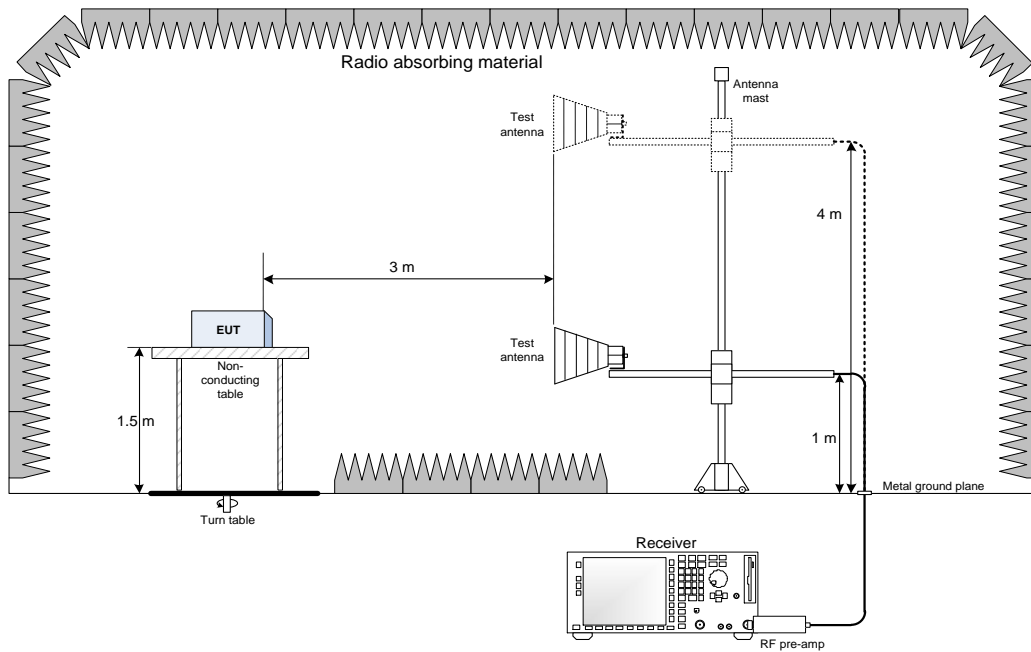 Radio absorbing material
Antenna
mast
Test
antenna
4 m
3 m
EUT
Test
antenna
Non-
conducting
table
1.5 m
1 m
Metal ground plane
Turn table
Receiver
RF pre-amp